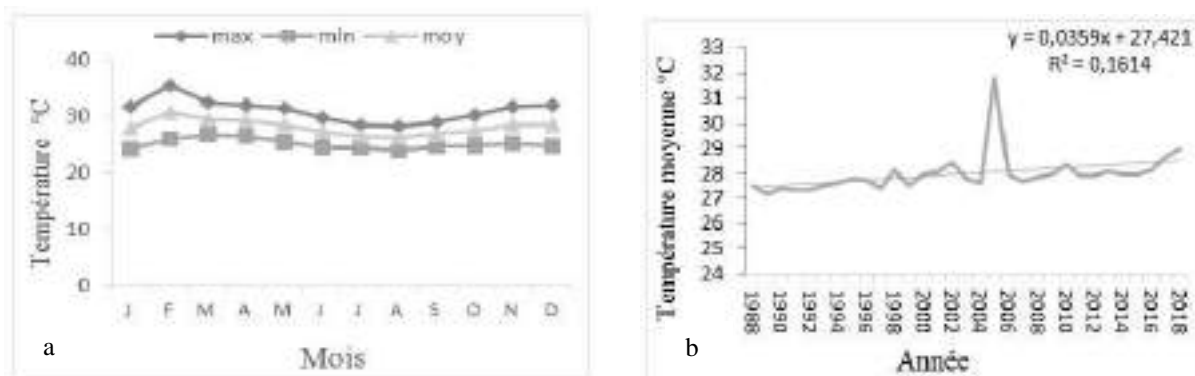 max min moy
Température °C
40
30
20
10
0
J F M A M J J A S O N D
Mois
a
y = 0,0359x + 27,421
R² = 0,1614
Température moyenne °C
33
32
31
30
29
28
27
26
25
24
1988 1990 1992 1994 1996 1998 2000 2002 2004 2006 2008 2010 2012 2014 2016 2018
Année
b